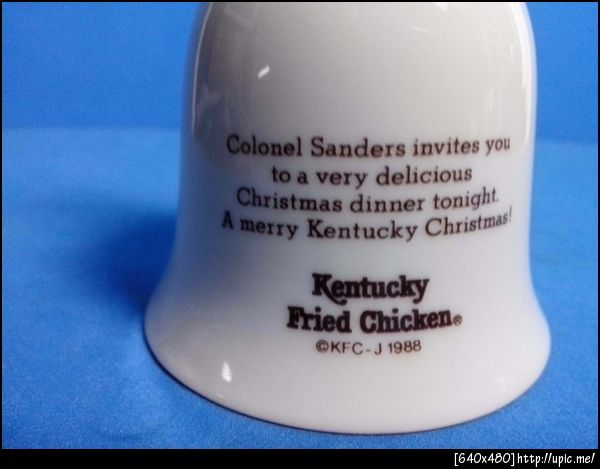 Colonel Sanders invites you
to a very delicious
Christmas dinner tonight.
A merry Kentucky Christmas!
Kentucky
Fried Chicken®
©KFC-J 1988
[640x480]http://upic.me/